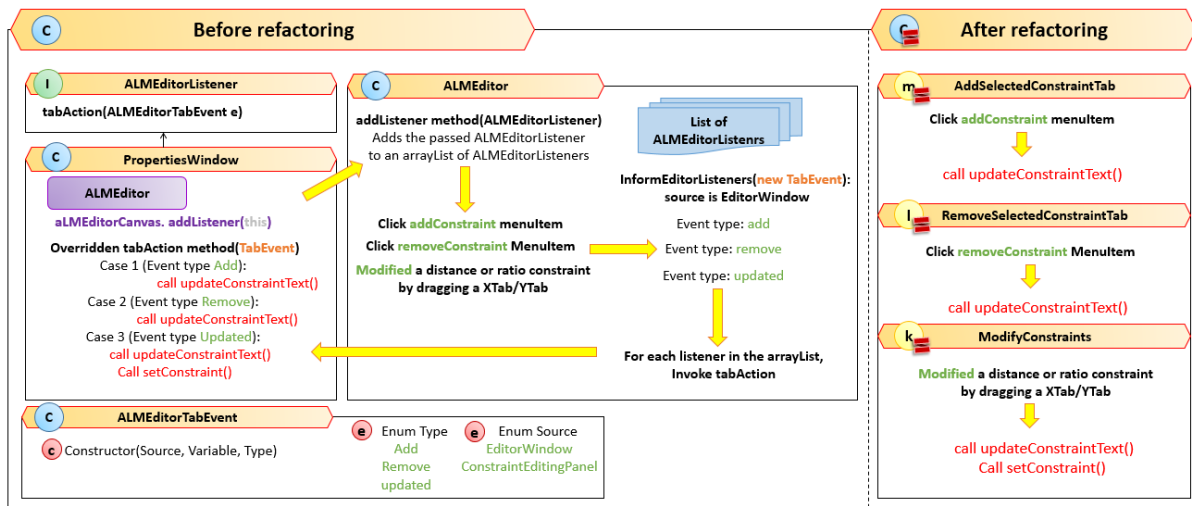 C
Before refactoring
I
ALMEditorListener
tabAction(ALMEditorTabEvent e)
C
PropertiesWindow
ALMEditor
aLMEditorCanvas. addListener(this)
Overridden tabAction method(TabEvent)
Case 1 (Event type Add):
call updateConstraintText()
Case 2 (Event type Remove):
call updateConstraintText()
Case 3 (Event type Updated):
call updateConstraintText()
Call setConstraint()
C
ALMEditor
addListener method(ALMEditorListener)
Adds the passed ALMEditorListener
to an arrayList of ALMEditorListeners
Click addConstraint menuItem
Click removeConstraint MenuItem
Modified a distance or ratio constraint
by dragging a XTab/YTab
List of
ALMEditorListenrs
InformEditorListeners(new TabEvent):
source is EditorWindow
Event type: add
Event type: remove
Event type: updated
For each listener in the arrayList,
Invoke tabAction
C
ALMEditorTabEvent
c Constructor(Source, Variable, Type)
e Enum Type
Add
Remove
updated
e Enum Source
EditorWindow
ConstraintEditingPanel
C
After refactoring
m
AddSelectedConstraintTab
Click addConstraint menuItem
call updateConstraintText()
l
RemoveSelectedConstraintTab
Click removeConstraint MenuItem
call updateConstraintText()
k
ModifyConstraints
Modified a distance or ratio constraint
by dragging a XTab/YTab
call updateConstraintText()
Call setConstraint()